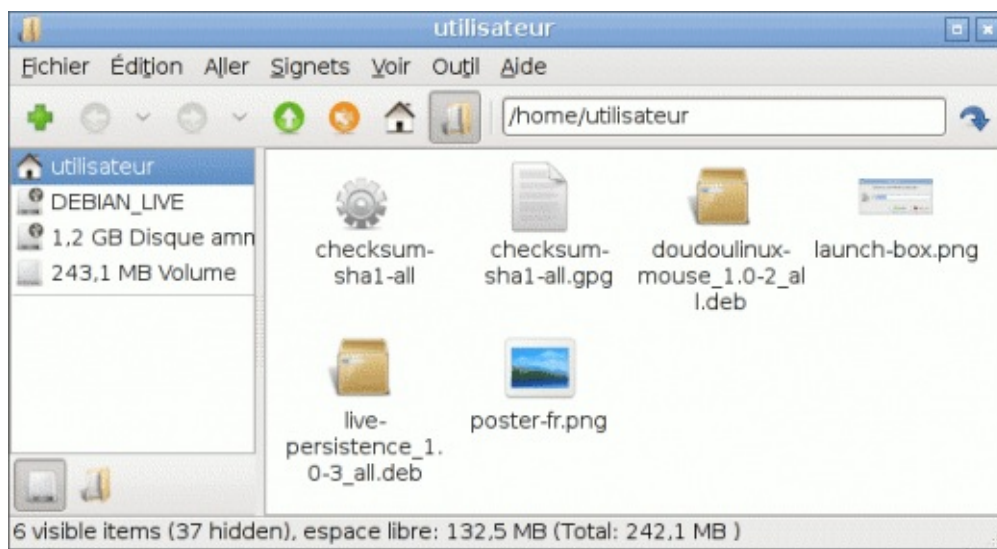 utilisateur
Fichier Édition Aller Signets Voir Outil Aide
/home/utilisateur
utilisateur
DEBIAN_LIVE
1,2 GB Disque amn
243,1 MB Volume
checksum-
sha1-all
checksum-
sha1-all.gpg
doudoulinux-
mouse_1.0-2_al
l.deb
launch-box.png
live-
persistence_1.
0-3_all.deb
poster-fr.png
6 visible items (37 hidden), espace libre: 132,5 MB (Total: 242,1 MB )